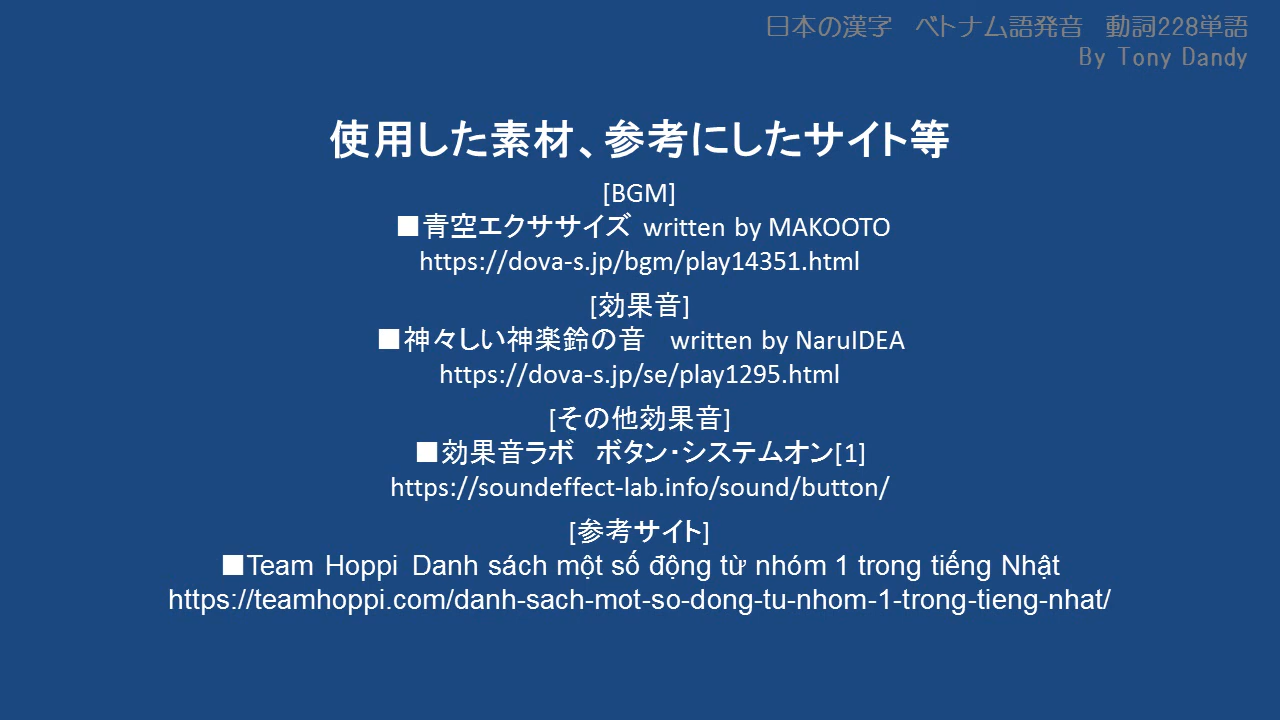 日本の漢字　ベトナム語発音　動詞228単語
By Tony Dandy
使用した素材、参考にしたサイト等
[BGM]
■青空エクササイズ written by MAKOOTO
https://dova-s.jp/bgm/play14351.html
[効果音]
■神々しい神楽鈴の音　written by NaruIDEA
https://dova-s.jp/se/play1295.html
[その他効果音]
■効果音ラボ　ボタン・システムオン[1]
https://soundeffect-lab.info/sound/button/
[参考サイト]
■Team Hoppi Danh sách một số động từ nhóm 1 trong tiếng Nhật
https://teamhoppi.com/danh-sach-mot-so-dong-tu-nhom-1-trong-tieng-nhat/